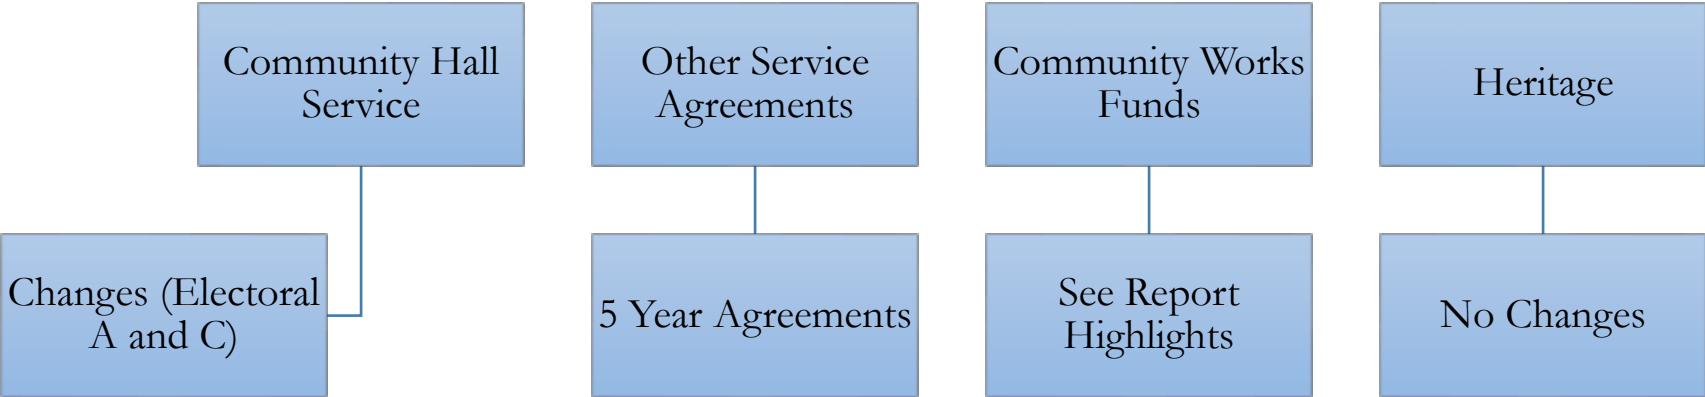 Community Hall
Service
Other Service
Agreements
Community Works
Funds
Heritage
Changes (Electoral
A and C)
5 Year Agreements
See Report
Highlights
No Changes